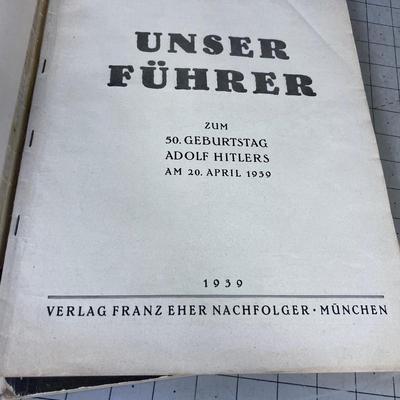 UNSER
FÜHRER
ZUM
50. GEBURTSTAG
ADOLF HITLERS
AM 20. APRIL 1939
1939
VERLAG FRANZ EHER NACHFOLGER · MÜNCHEN